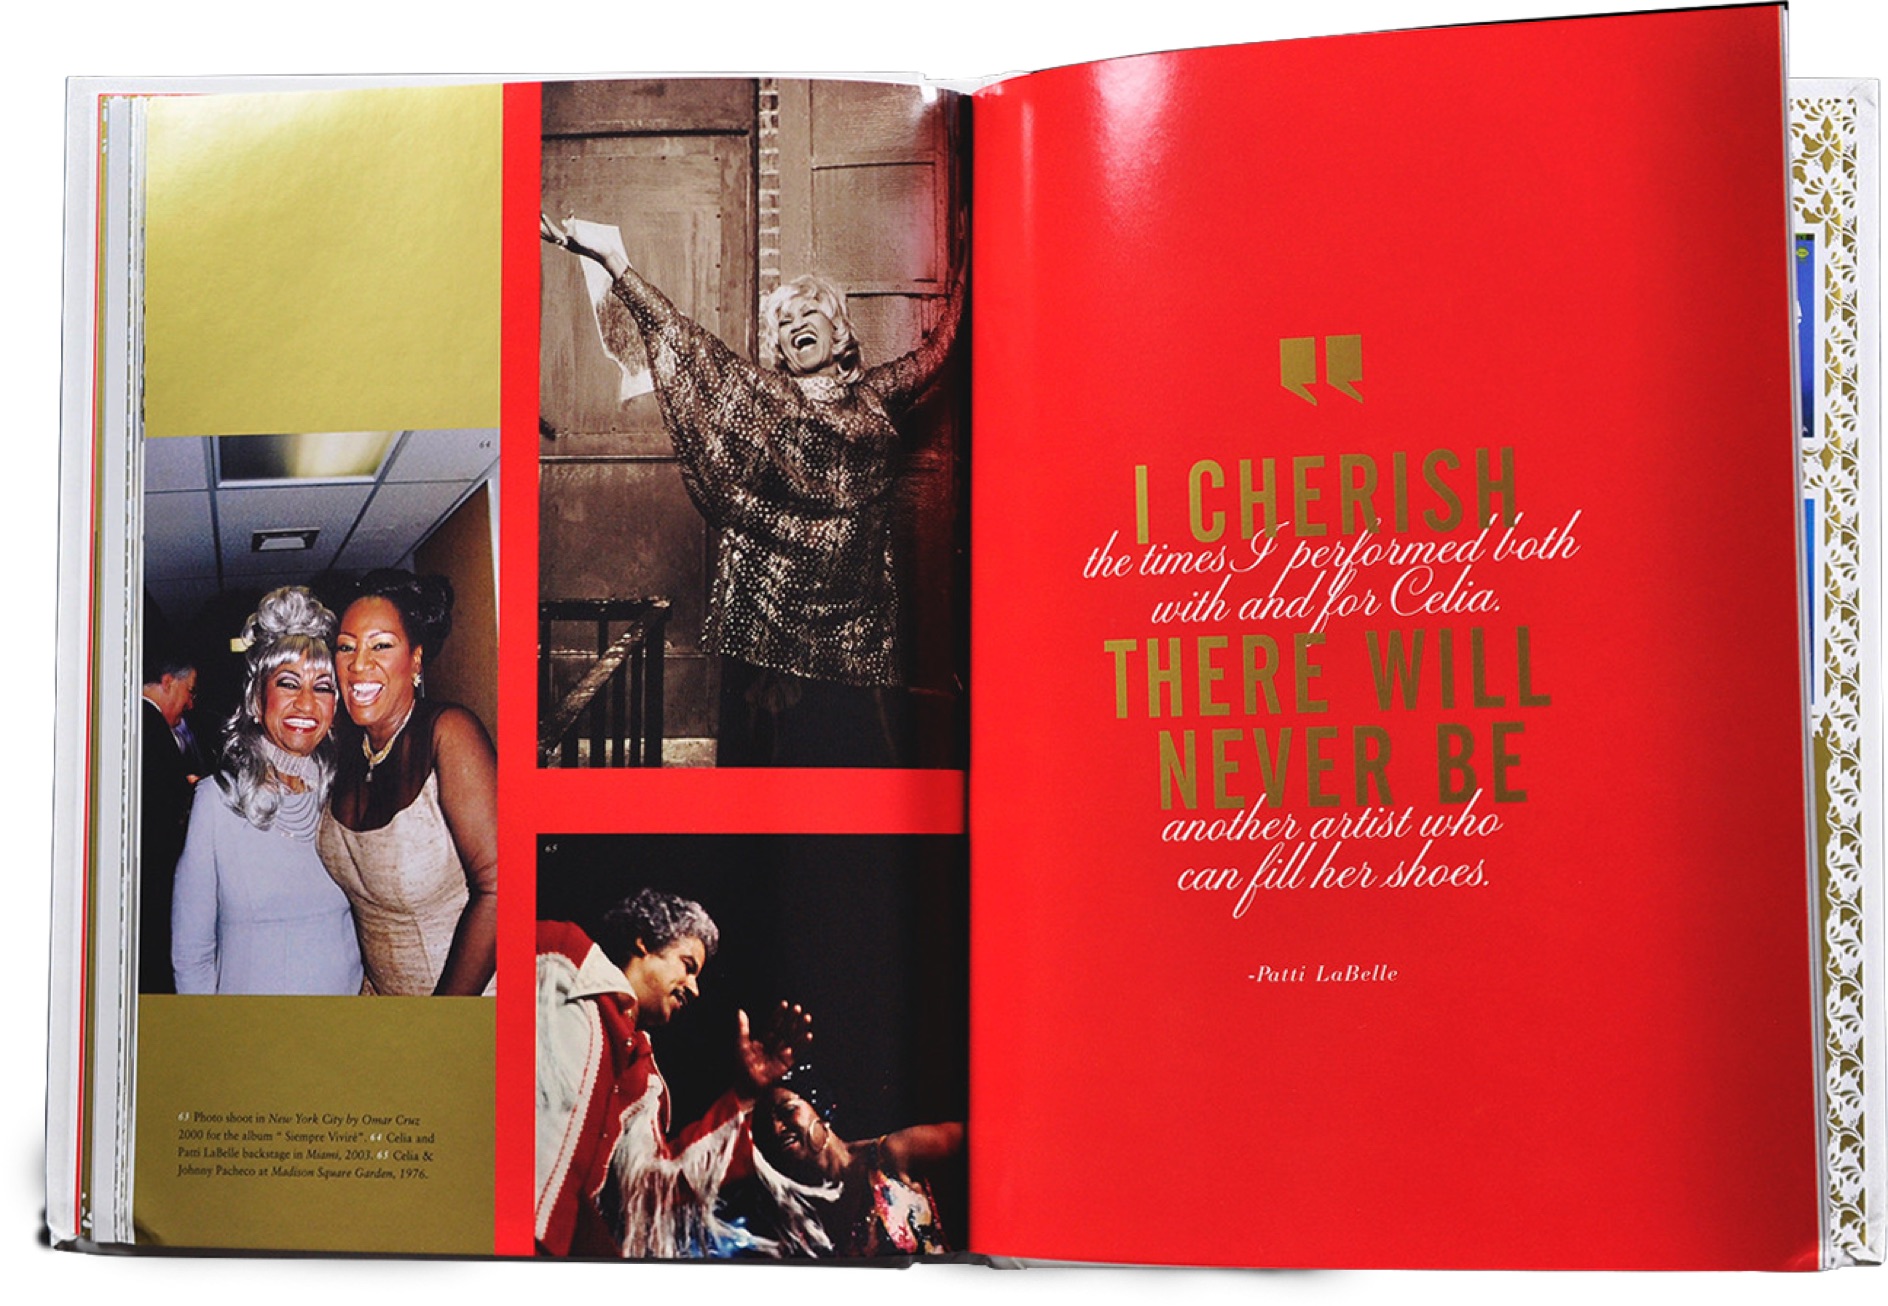 64
65
63 Photo shoot in New York City by Omar Cruz
2000 for the album " Siempre Viviré". 64 Celia and
Patti LaBelle backstage in Miami, 2003. 65 Celia &
Johnny Pacheco at Madison Square Garden, 1976.
"
I CHERISH
the times I performed both
with and for Celia.
THERE WILL
NEVER BE
another artist who
can fill her shoes.
-Patti LaBelle